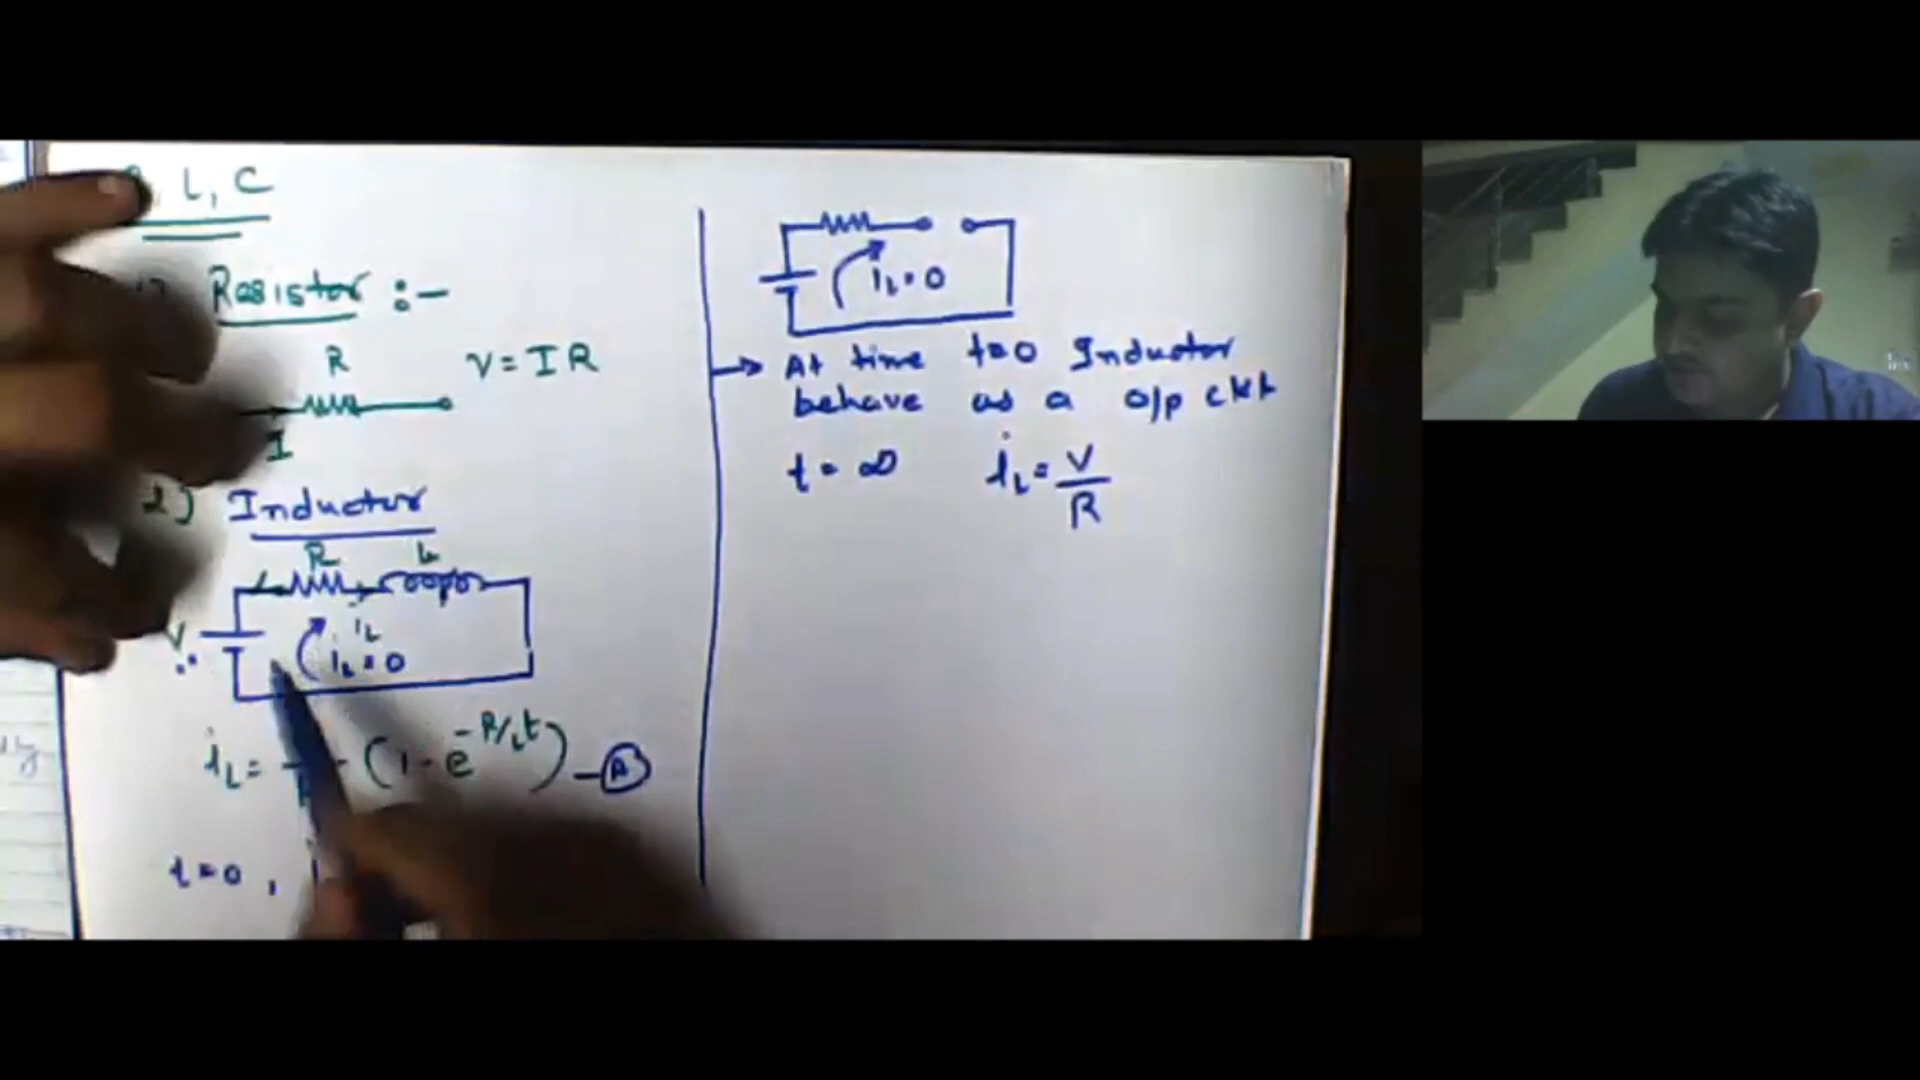 L, C
Resistor :-
R
V = IR
I
2) Inductor
R L
V
iL
iL = 0
iL = (1 - e^-R/L t) - A
t = 0 ,
iL = 0
→ At time t=0 Inductor
behave as a o/p ckt
t = ∞ iL = V/R